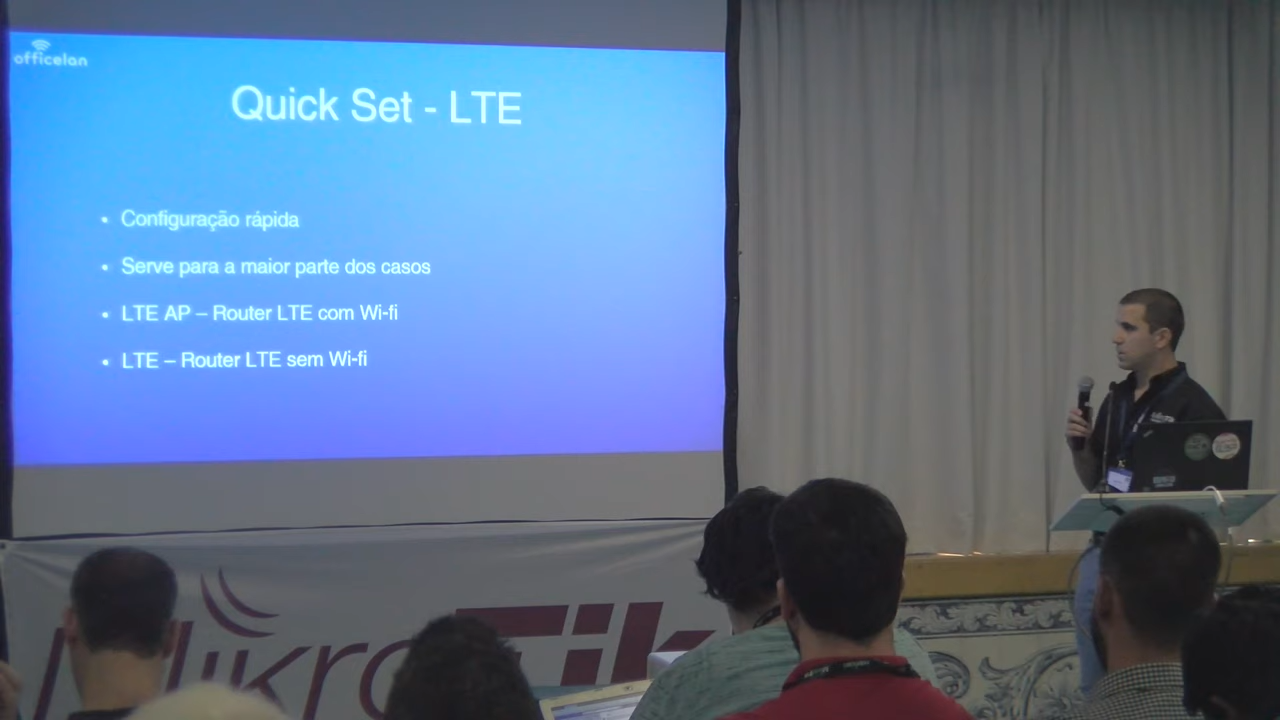 officelan
Quick Set - LTE
• Configuração rápida
• Serve para a maior parte dos casos
• LTE AP – Router LTE com Wi-fi
• LTE – Router LTE sem Wi-fi
MikroTik